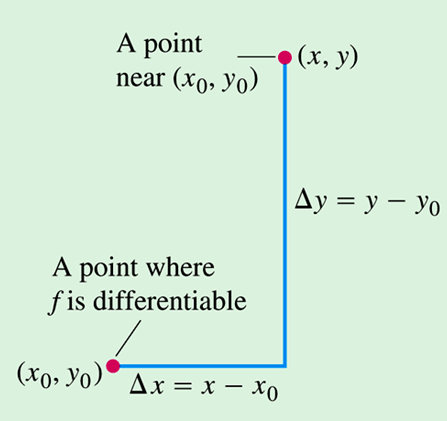 A point
near (x₀, y₀)
(x, y)
Δy = y − y₀
A point where
f is differentiable
(x₀, y₀)
Δx = x − x₀